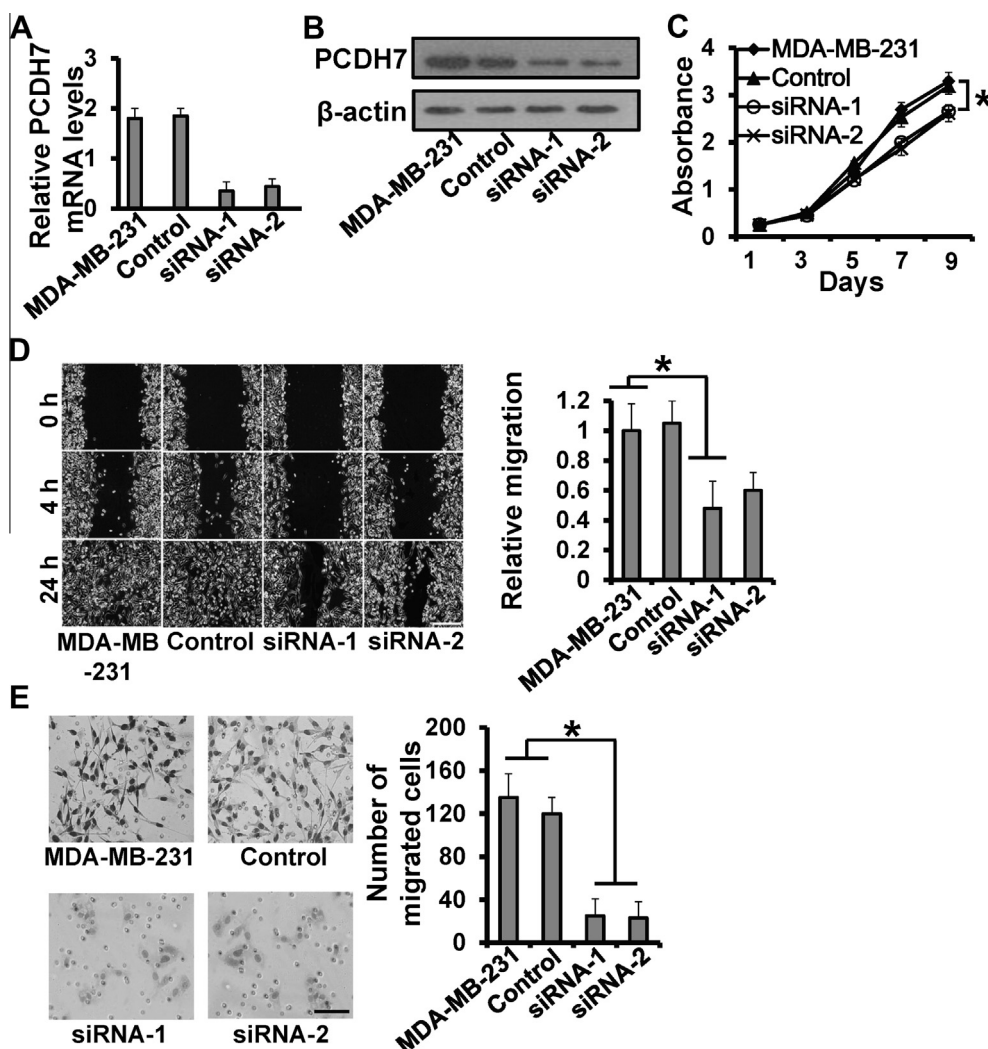 A
Relative PCDH7
mRNA levels
3
2
1
0
MDA-MB-231
Control
siRNA-1
siRNA-2
B
PCDH7
β-actin
MDA-MB-231
Control
siRNA-1
siRNA-2
C
Absorbance
4
3
2
1
0
MDA-MB-231
Control
siRNA-1
siRNA-2
*
1 3 5 7 9
Days
D
0 h
4 h
24 h
MDA-MB
-231
Control
siRNA-1
siRNA-2
Relative migration
1.2
1
0.8
0.6
0.4
0.2
0
*
MDA-MB-231
Control
siRNA-1
siRNA-2
E
MDA-MB-231
Control
siRNA-1
siRNA-2
Number of
migrated cells
200
160
120
80
40
0
*
MDA-MB-231
Control
siRNA-1
siRNA-2